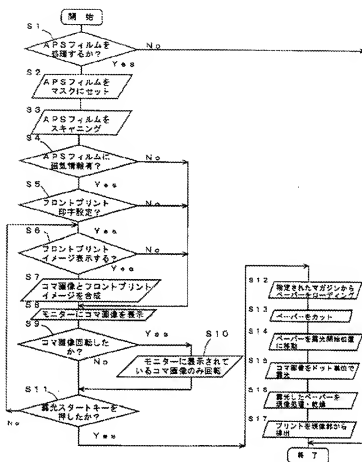 開 始
S1
APSフィルムを
処理するか?
No
Yes
S2
APSフィルムを
マスクにセット
S3
APSフィルムを
スキャニング
S4
APSフィルムに
磁気情報有?
No
Yes
S5
フロントプリント
印字設定?
No
Yes
S6
フロントプリント
イメージ表示する?
No
Yes
S7
コマ画像とフロントプリント
イメージを合成
S8
モニターにコマ画像を表示
S9
コマ画像回転した
か?
Yes
No
S10
モニターに表示されて
いるコマ画像のみ回転
S11
露光スタートキーを
押したか?
No
Yes
S12
指定されたマガジンから
ペーパーをローディング
S13
ペーパーをカット
S14
ペーパーを露光開始位置
に移動
S15
コマ画像をドット単位で
露光
S16
露光したペーパーを
現像処理・乾燥
S17
プリントを現像部から
排出
終 了